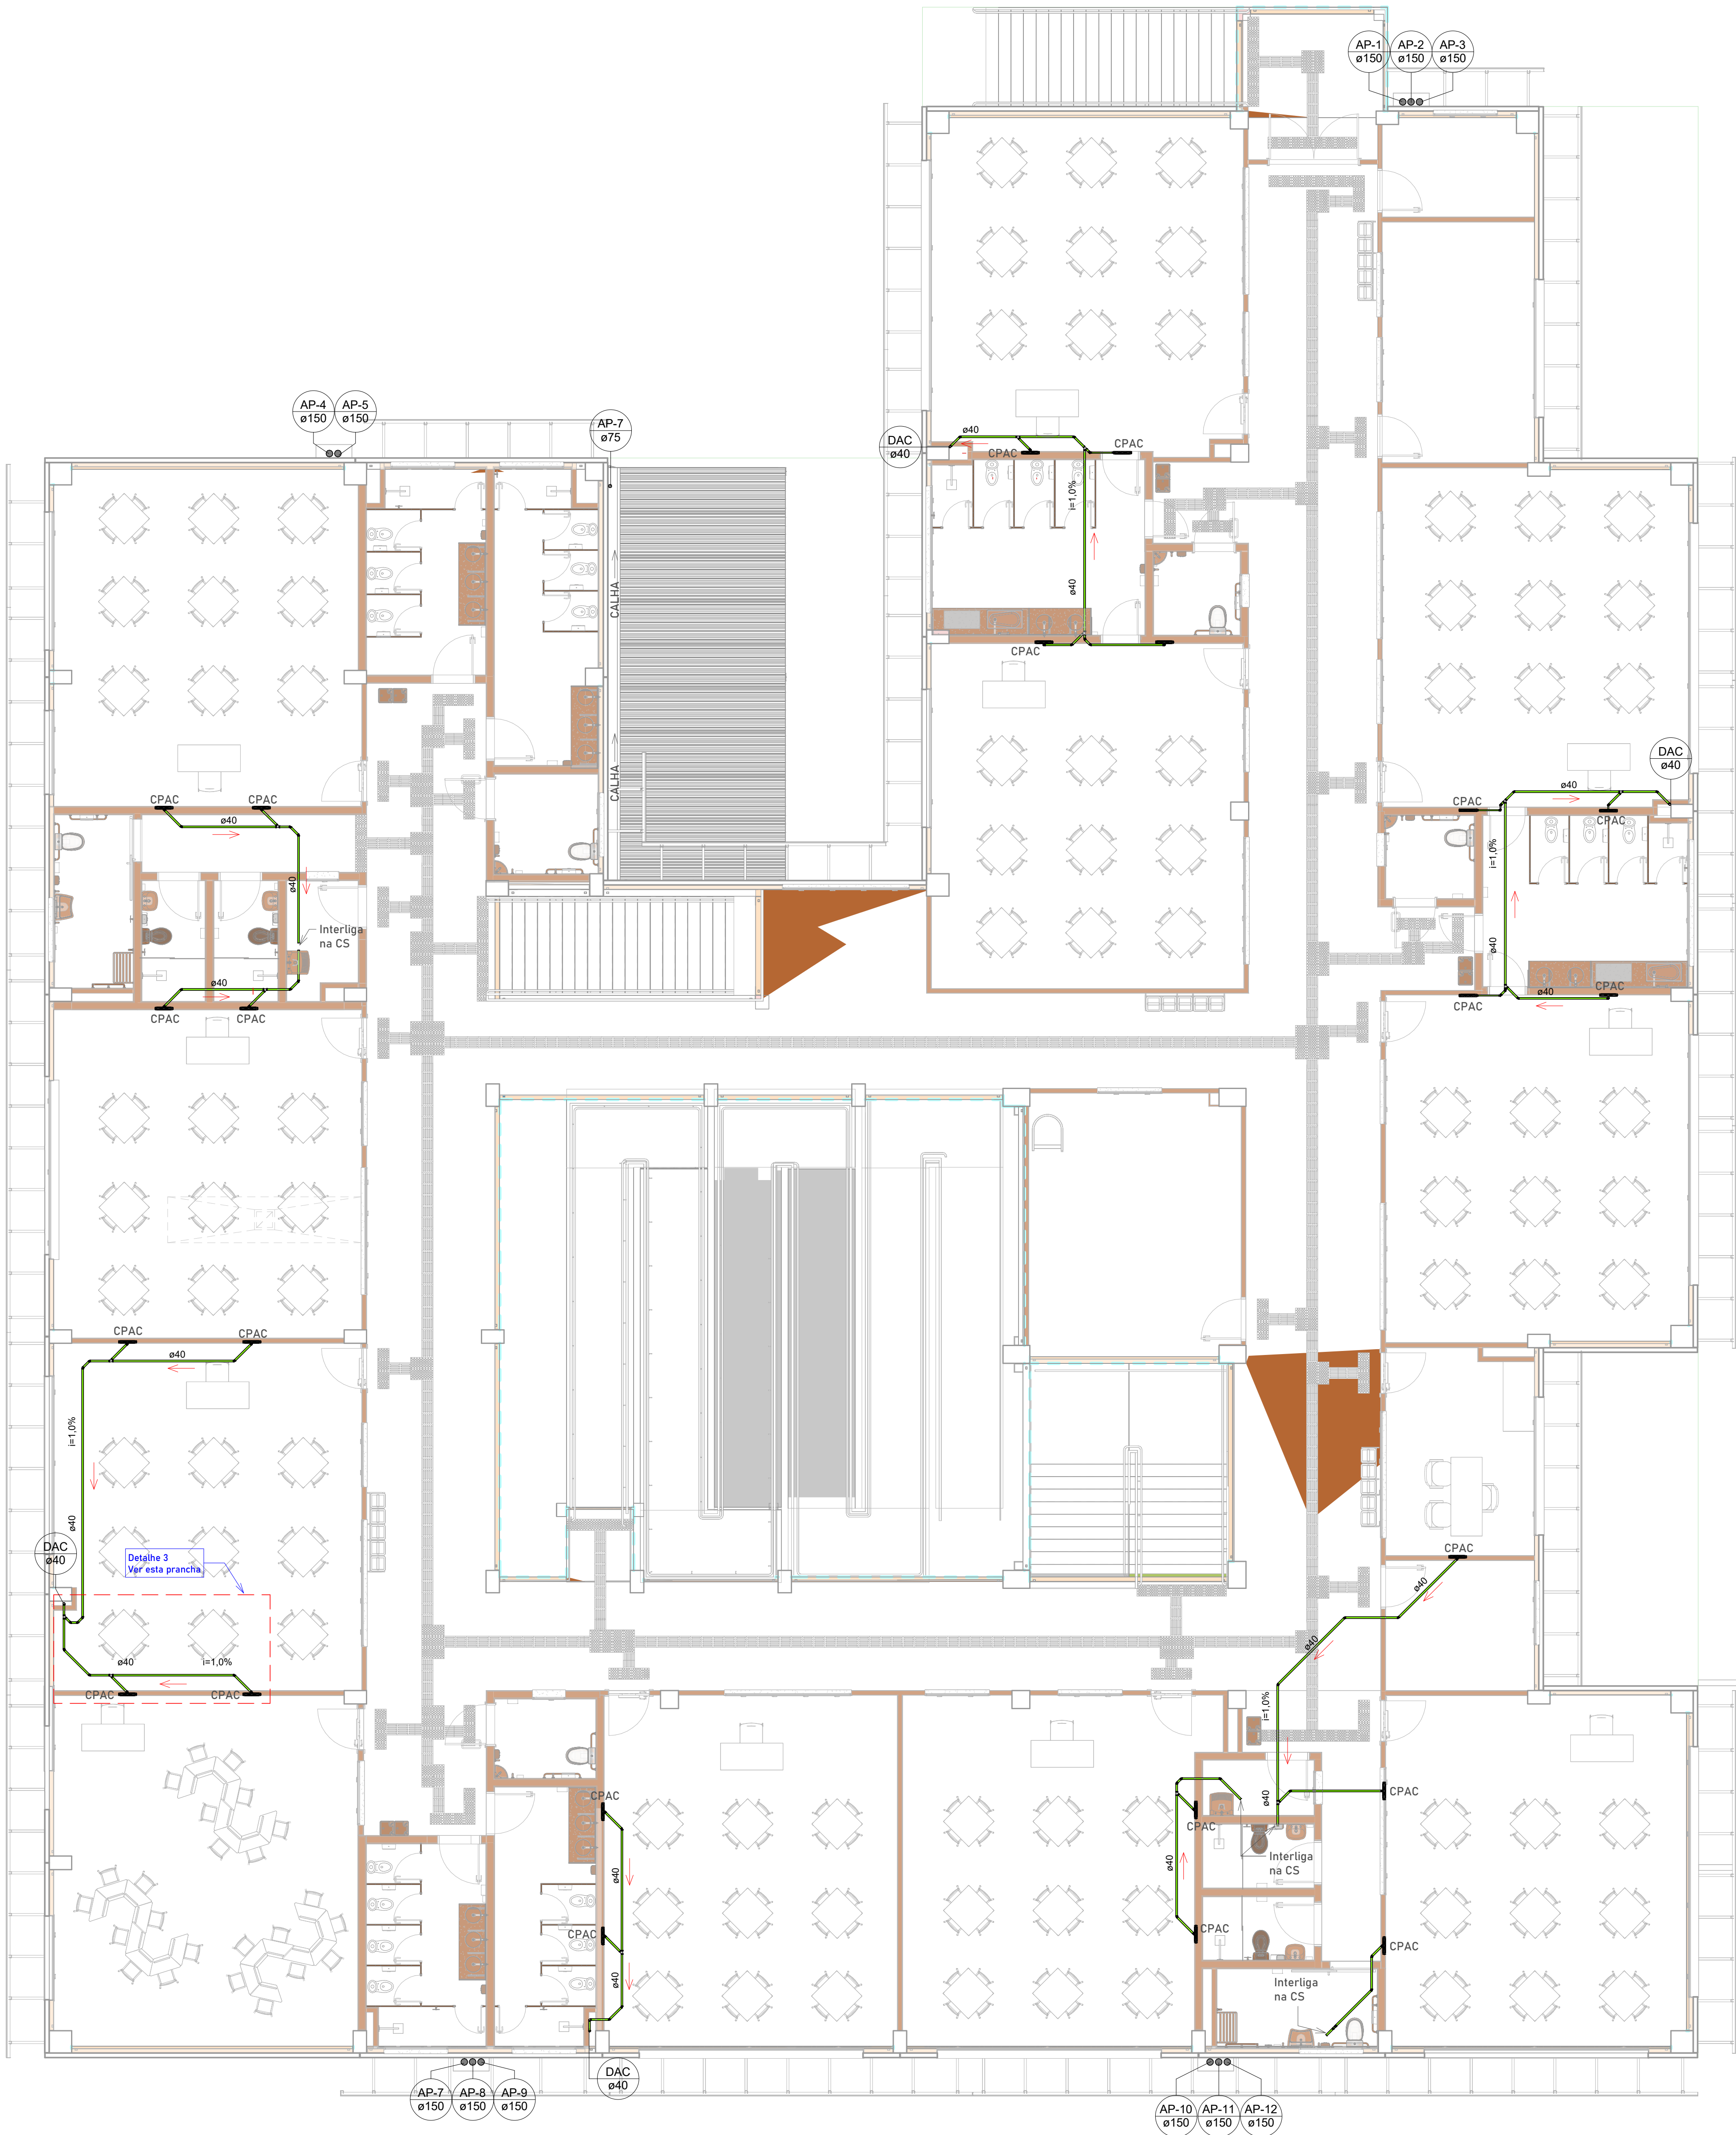 AP-1
ø150
AP-2
ø150
AP-3
ø150
AP-4
ø150
AP-5
ø150
AP-7
ø75
DAC
ø40
ø40
CPAC
CPAC
i=1,0%
ø40
CPAC
CALHA
CALHA
DAC
ø40
ø40
CPAC
CPAC
i=1,0%
ø40
ø40
CPAC
CPAC
CPAC
CPAC
ø40
ø40
Interliga
na CS
ø40
CPAC
CPAC
CPAC
CPAC
ø40
i=1,0%
ø40
DAC
ø40
Detalhe 3
Ver esta prancha
ø40
i=1,0%
CPAC
CPAC
CPAC
ø40
ø40
i=1,0%
ø40
CPAC
CPAC
CPAC
ø40
Interliga
na CS
CPAC
CPAC
Interliga
na CS
CPAC
ø40
CPAC
ø40
DAC
ø40
AP-7
ø150
AP-8
ø150
AP-9
ø150
AP-10
ø150
AP-11
ø150
AP-12
ø150